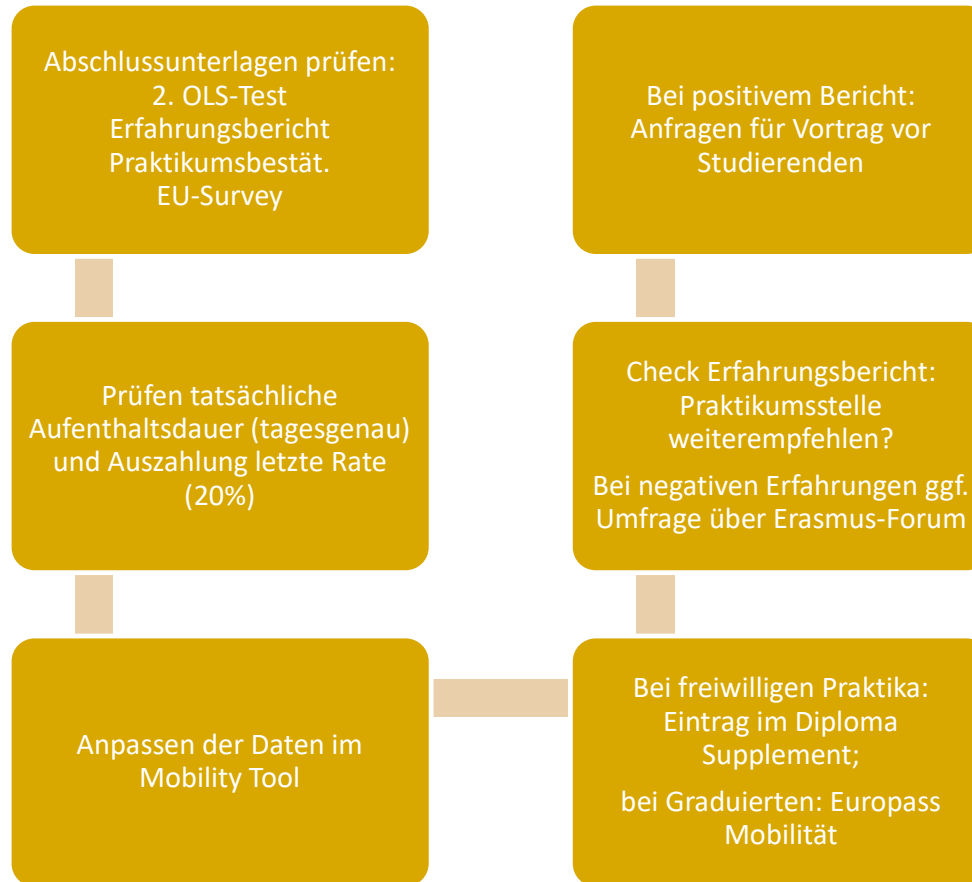 Abschlussunterlagen prüfen:
2. OLS-Test
Erfahrungsbericht
Praktikumsbestät.
EU-Survey
Prüfen tatsächliche
Aufenthaltsdauer (tagesgenau)
und Auszahlung letzte Rate
(20%)
Anpassen der Daten im
Mobility Tool
Bei freiwilligen Praktika:
Eintrag im Diploma
Supplement;
bei Graduierten: Europass
Mobilität
Check Erfahrungsbericht:
Praktikumsstelle
weiterempfehlen?
Bei negativen Erfahrungen ggf.
Umfrage über Erasmus-Forum
Bei positivem Bericht:
Anfragen für Vortrag vor
Studierenden